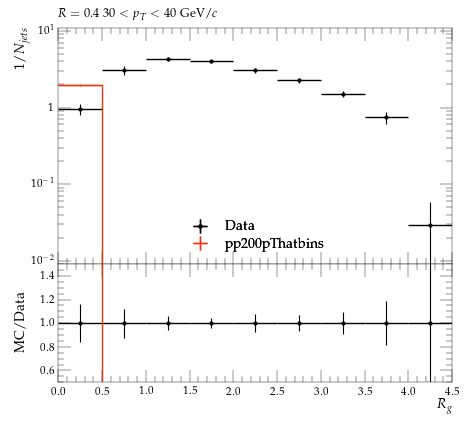 R = 0.4 30 < p_T < 40 GeV/c
1/N_jets
10^1
1
10^−1
10^−2
Data
pp200pThatbins
MC/Data
1.4
1.2
1.0
0.8
0.6
0.0 0.5 1.0 1.5 2.0 2.5 3.0 3.5 4.0 4.5
R_g